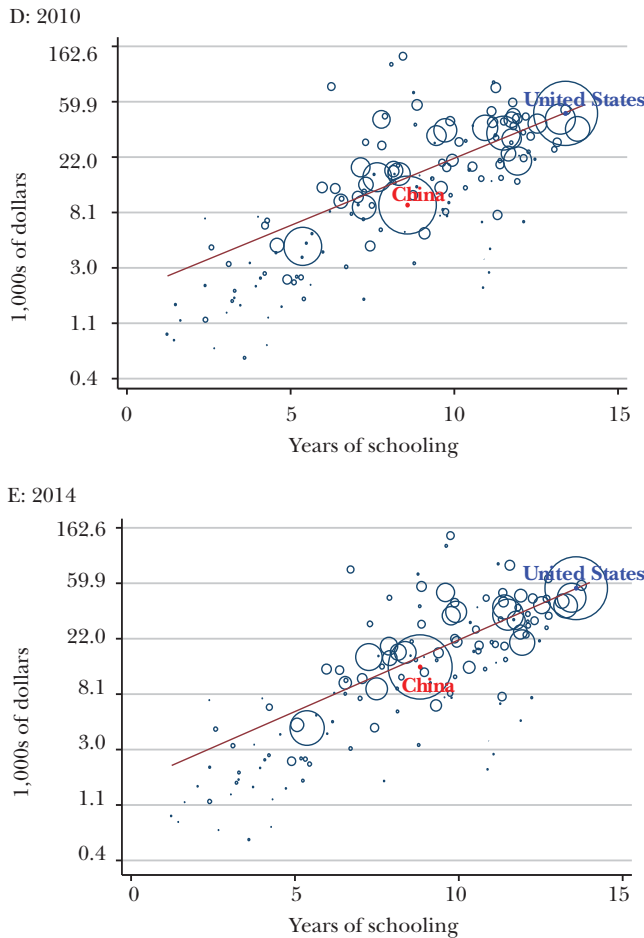 D: 2010
162.6
59.9
22.0
8.1
3.0
1.1
0.4
1,000s of dollars
United States
China
0
5
10
15
Years of schooling
E: 2014
162.6
59.9
22.0
8.1
3.0
1.1
0.4
1,000s of dollars
United States
China
0
5
10
15
Years of schooling